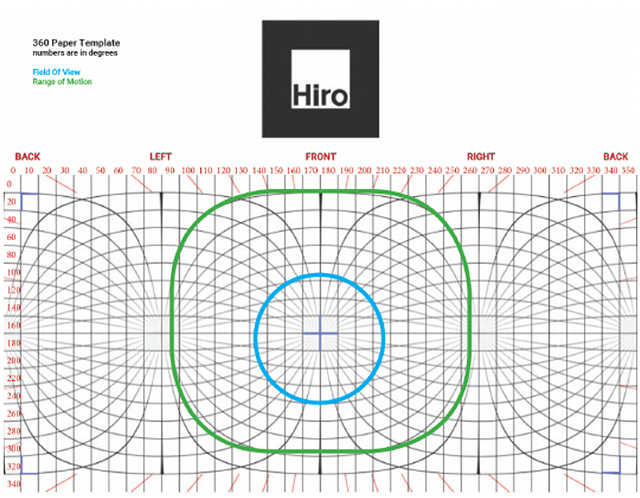 360 Paper Template
numbers are in degrees
Field Of View
Range of Motion
Hiro
BACK LEFT FRONT RIGHT BACK
0 10 20 30 40 50 60 70 80 90 100 110 120 130 140 150 160 170 180 190 200 210 220 230 240 250 260 270 280 290 300 310 320 330 340 350
0
20
40
60
80
100
120
140
160
180
200
220
240
260
280
300
320
340